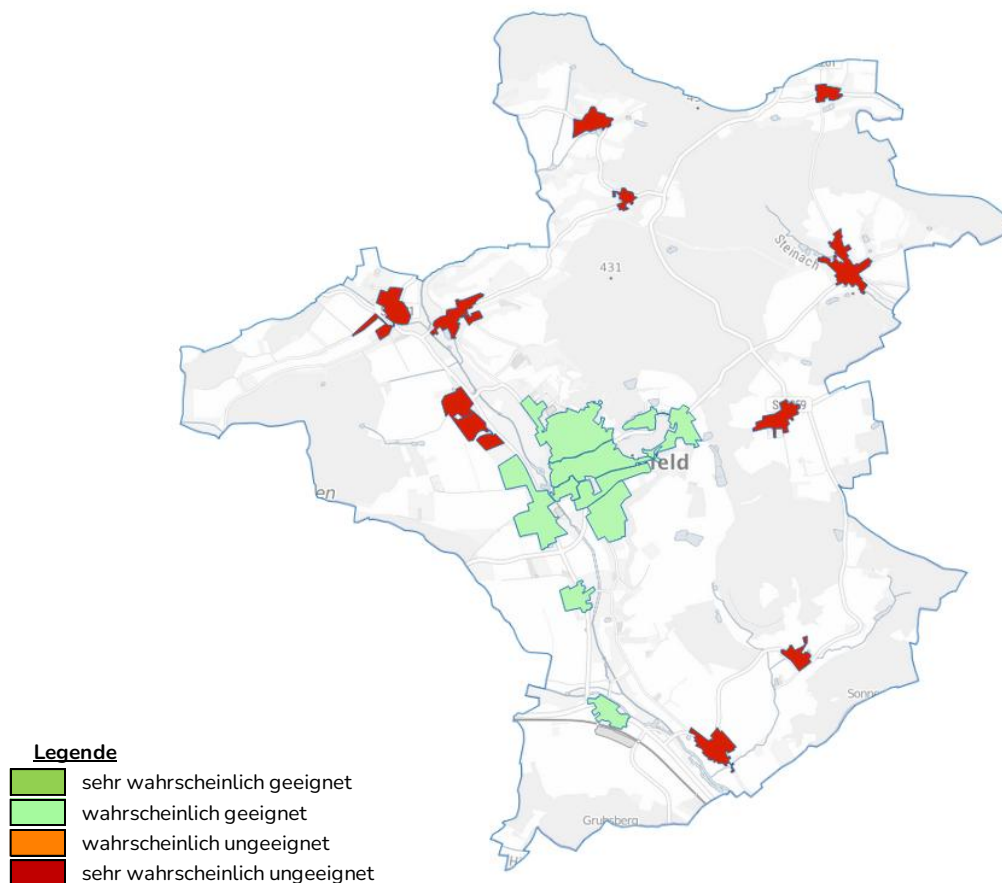 431
Steinach
feld
en
Sonne
Grubsberg
Legende
sehr wahrscheinlich geeignet
wahrscheinlich geeignet
wahrscheinlich ungeeignet
sehr wahrscheinlich ungeeignet